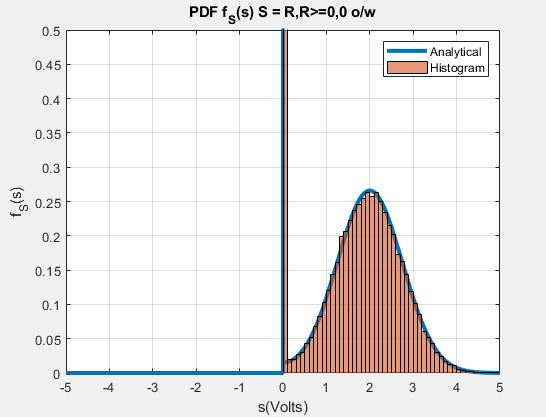 PDF f_S(s) S = R,R>=0,0 o/w
Analytical
Histogram
f_S(s)
0.5
0.45
0.4
0.35
0.3
0.25
0.2
0.15
0.1
0.05
0
-5 -4 -3 -2 -1 0 1 2 3 4 5
s(Volts)